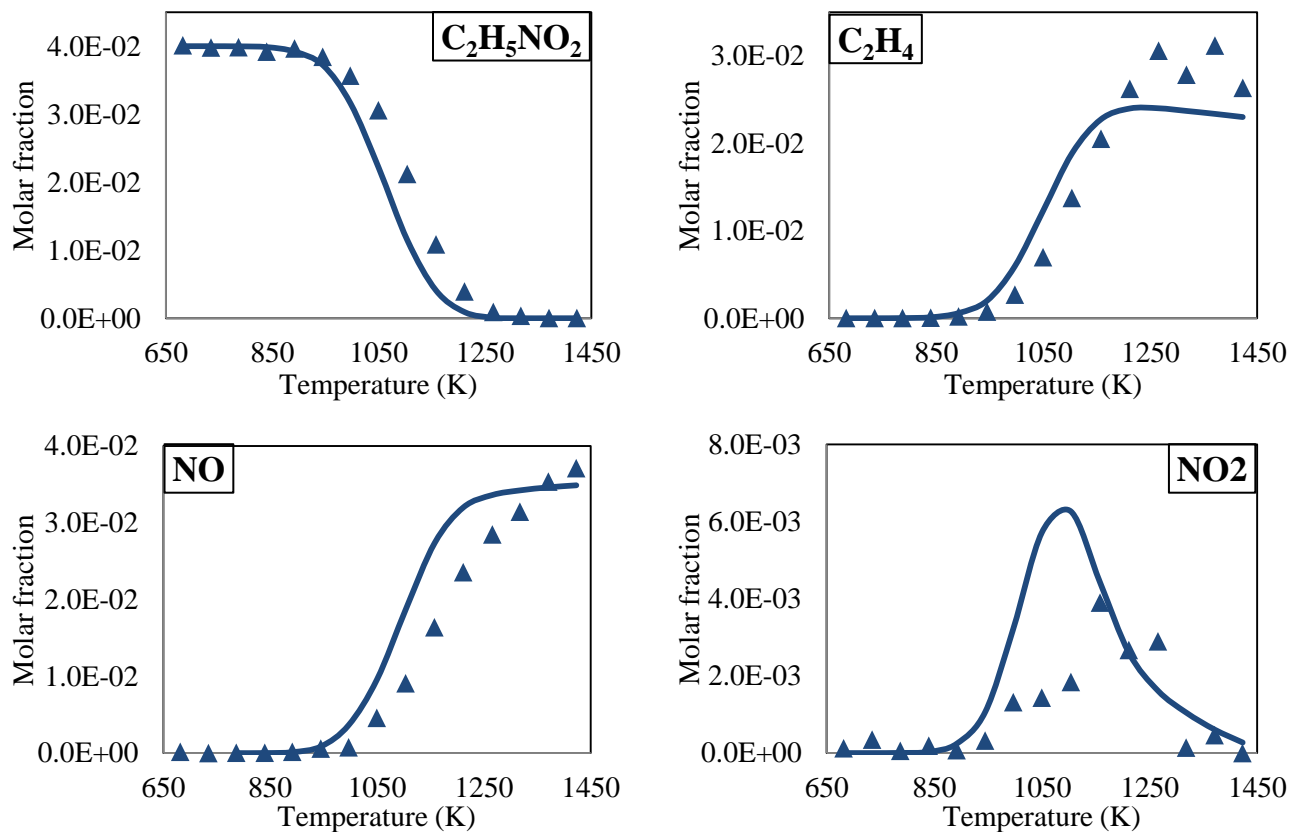 C₂H₅NO₂
Molar fraction
4.0E-02
3.0E-02
2.0E-02
1.0E-02
0.0E+00
650 850 1050 1250 1450
Temperature (K)
C₂H₄
Molar fraction
3.0E-02
2.0E-02
1.0E-02
0.0E+00
650 850 1050 1250 1450
Temperature (K)
NO
Molar fraction
4.0E-02
3.0E-02
2.0E-02
1.0E-02
0.0E+00
650 850 1050 1250 1450
Temperature (K)
NO2
Molar fraction
8.0E-03
6.0E-03
4.0E-03
2.0E-03
0.0E+00
650 850 1050 1250 1450
Temperature (K)